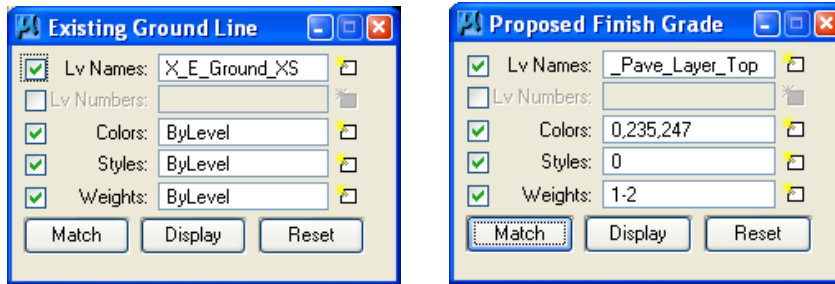 Existing Ground Line
Lv Names: X_E_Ground_XS
Lv Numbers:
Colors: ByLevel
Styles: ByLevel
Weights: ByLevel
Match Display Reset
Proposed Finish Grade
Lv Names: _Pave_Layer_Top
Lv Numbers:
Colors: 0,235,247
Styles: 0
Weights: 1-2
Match Display Reset